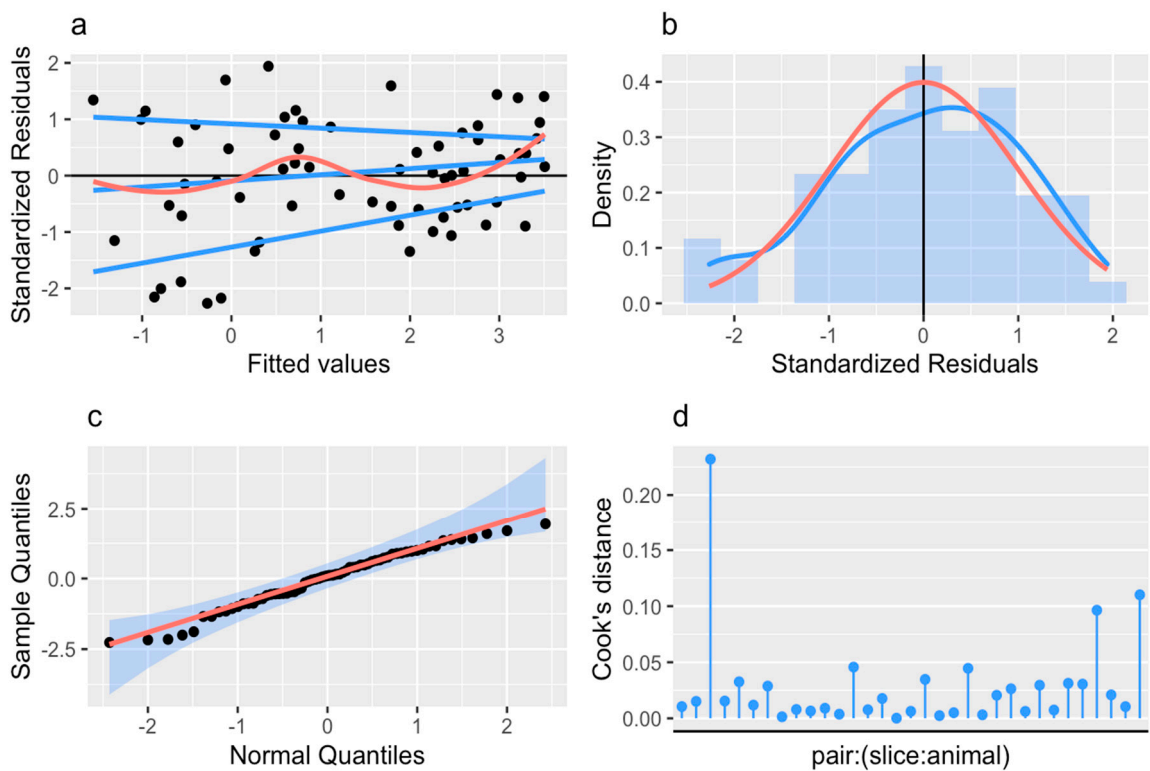 a
Standardized Residuals
2
1
0
-1
-2
-1
0
1
2
3
Fitted values
b
Density
0.4
0.3
0.2
0.1
0.0
-2
-1
0
1
2
Standardized Residuals
c
Sample Quantiles
2.5
0.0
-2.5
-2
-1
0
1
2
Normal Quantiles
d
Cook's distance
0.20
0.15
0.10
0.05
0.00
pair:(slice:animal)